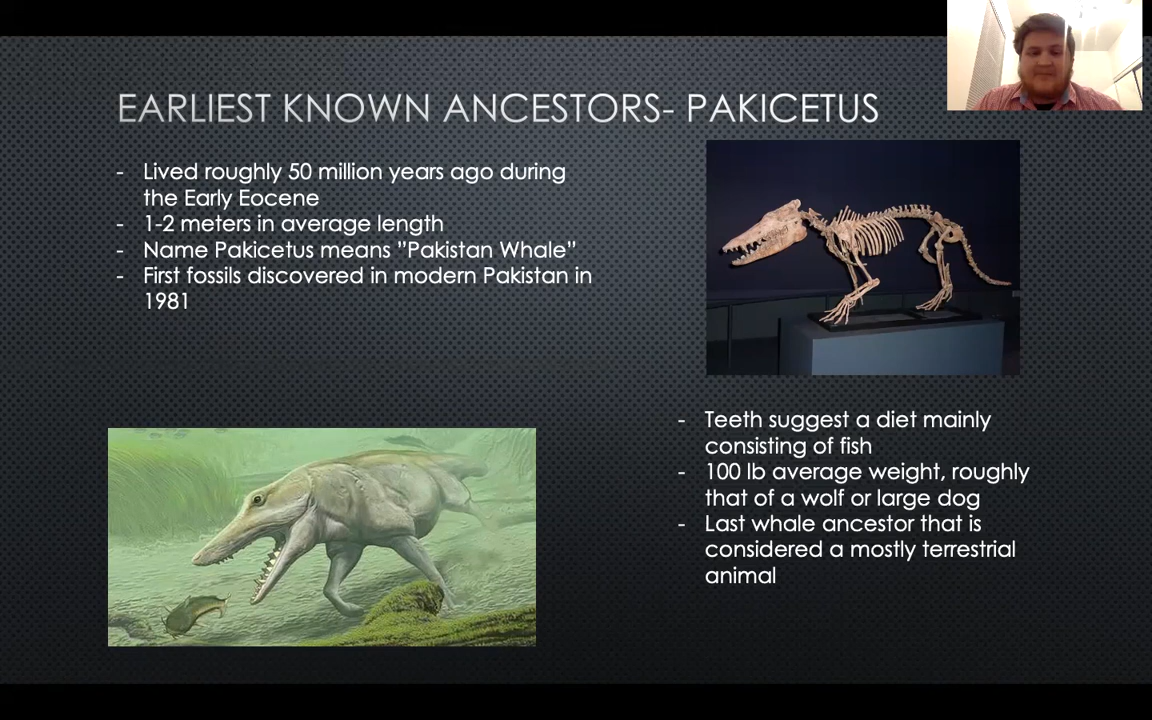 EARLIEST KNOWN ANCESTORS- PAKICETUS
- Lived roughly 50 million years ago during
the Early Eocene
- 1-2 meters in average length
- Name Pakicetus means ”Pakistan Whale”
- First fossils discovered in modern Pakistan in
1981
- Teeth suggest a diet mainly
consisting of fish
- 100 lb average weight, roughly
that of a wolf or large dog
- Last whale ancestor that is
considered a mostly terrestrial
animal